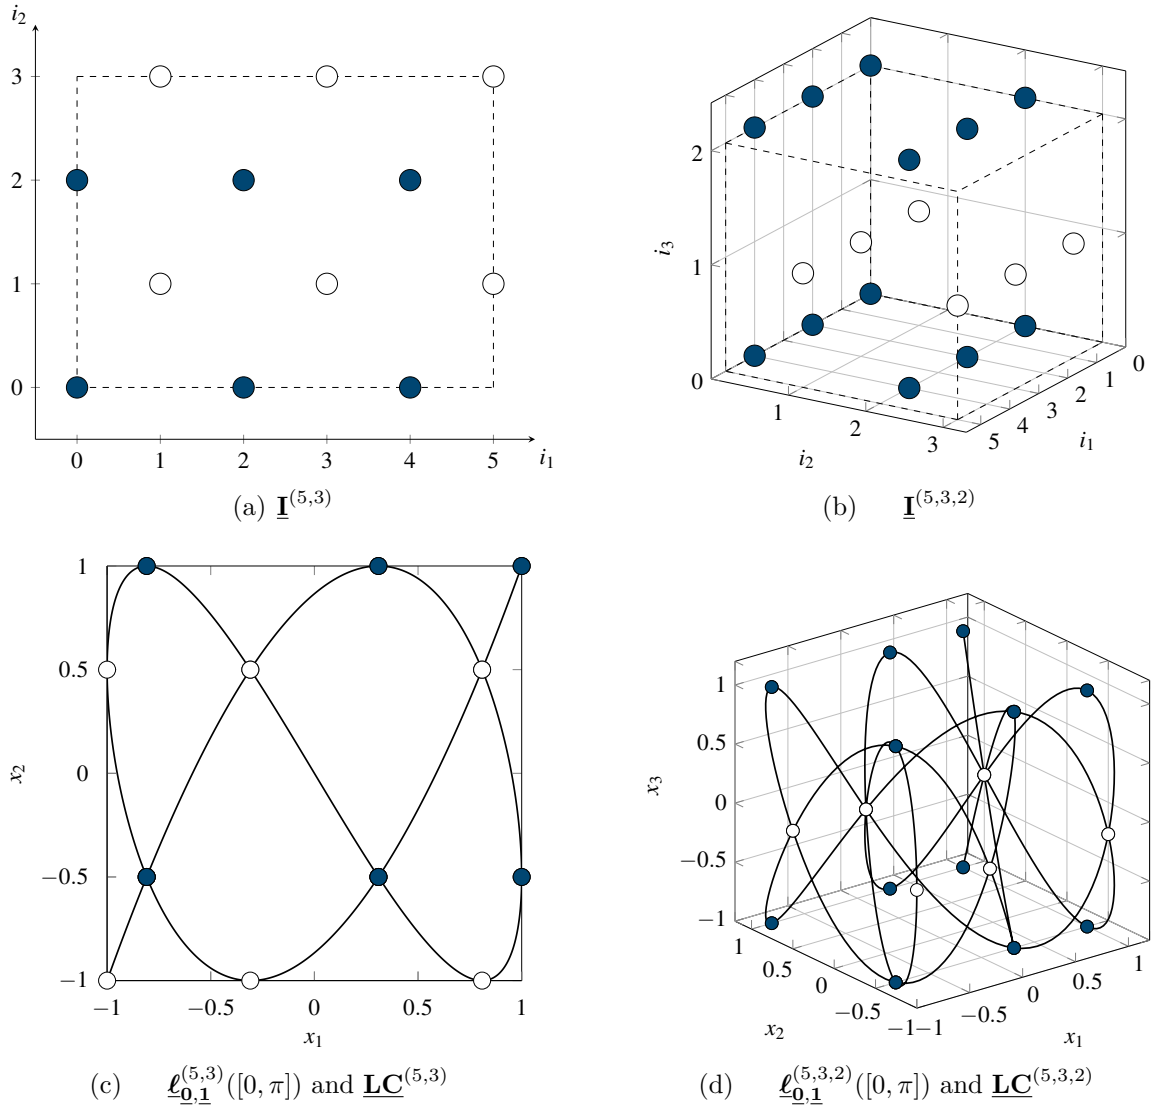 i₂
3
2
1
0
0 1 2 3 4 5 i₁
(a) I^(5,3)
i₃
2
1
0
1
2
3
i₂
5
4
3
2
1
0
i₁
(b) I^(5,3,2)
x₂
1
0.5
0
−0.5
−1
−1 −0.5 0 0.5 1
x₁
(c) ℓ_{0,1}^(5,3)([0, π]) and LC^(5,3)
x₃
1
0.5
0
−0.5
−1
1
0.5
0
−0.5
−1
x₂
−1
−0.5
0
0.5
1
x₁
(d) ℓ_{0,1}^(5,3,2)([0, π]) and LC^(5,3,2)